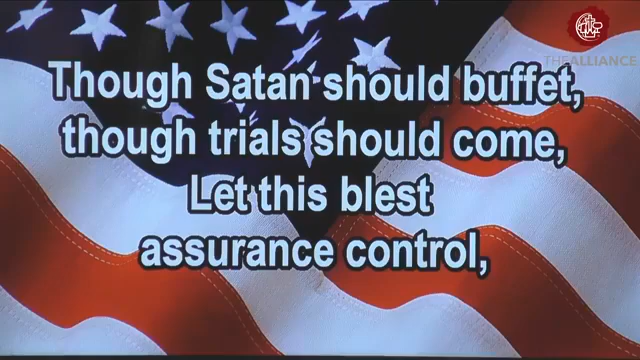 THE ALLIANCE
Though Satan should buffet,
though trials should come,
Let this blest
assurance control,